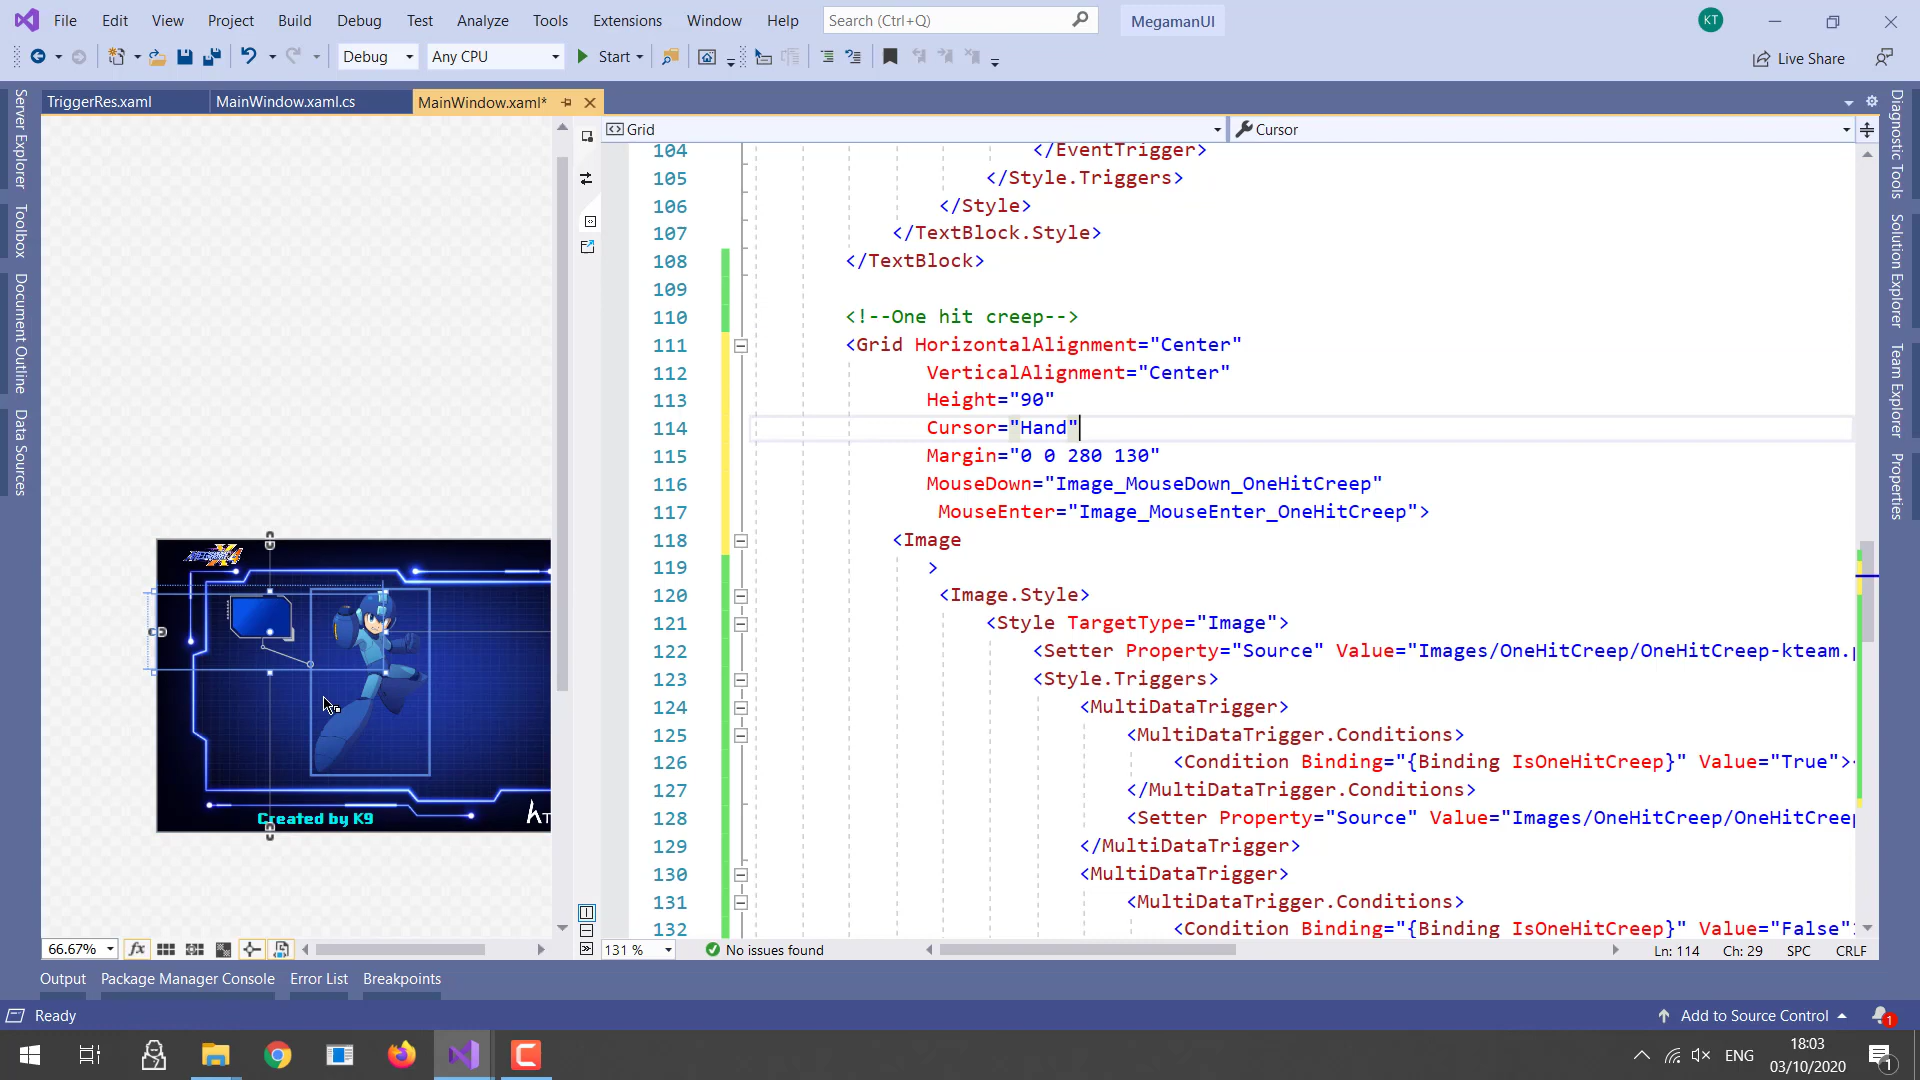 File Edit View Project Build Debug Test Analyze Tools Extensions Window Help Search (Ctrl+Q) MegamanUI KT
Debug Any CPU Start Live Share
TriggerRes.xaml MainWindow.xaml.cs MainWindow.xaml*
Grid Cursor
Server Explorer
Toolbox
Document Outline
Data Sources
Diagnostic Tools
Solution Explorer
Team Explorer
Properties
104 </EventTrigger>
105 </Style.Triggers>
106 </Style>
107 </TextBlock.Style>
108 </TextBlock>
109
110 <!--One hit creep-->
111 <Grid HorizontalAlignment="Center"
112 VerticalAlignment="Center"
113 Height="90"
114 Cursor="Hand"
115 Margin="0 0 280 130"
116 MouseDown="Image_MouseDown_OneHitCreep"
117 MouseEnter="Image_MouseEnter_OneHitCreep">
118 <Image
119 >
120 <Image.Style>
121 <Style TargetType="Image">
122 <Setter Property="Source" Value="Images/OneHitCreep/OneHitCreep-kteam.p
123 <Style.Triggers>
124 <MultiDataTrigger>
125 <MultiDataTrigger.Conditions>
126 <Condition Binding="{Binding IsOneHitCreep}" Value="True">
127 </MultiDataTrigger.Conditions>
128 <Setter Property="Source" Value="Images/OneHitCreep/OneHitCreep
129 </MultiDataTrigger>
130 <MultiDataTrigger>
131 <MultiDataTrigger.Conditions>
132 <Condition Binding="{Binding IsOneHitCreep}" Value="False"
Created by K9
66.67% fx
131 % No issues found Ln: 114 Ch: 29 SPC CRLF
Output Package Manager Console Error List Breakpoints
Ready Add to Source Control 1
ENG 18:03
03/10/2020 1